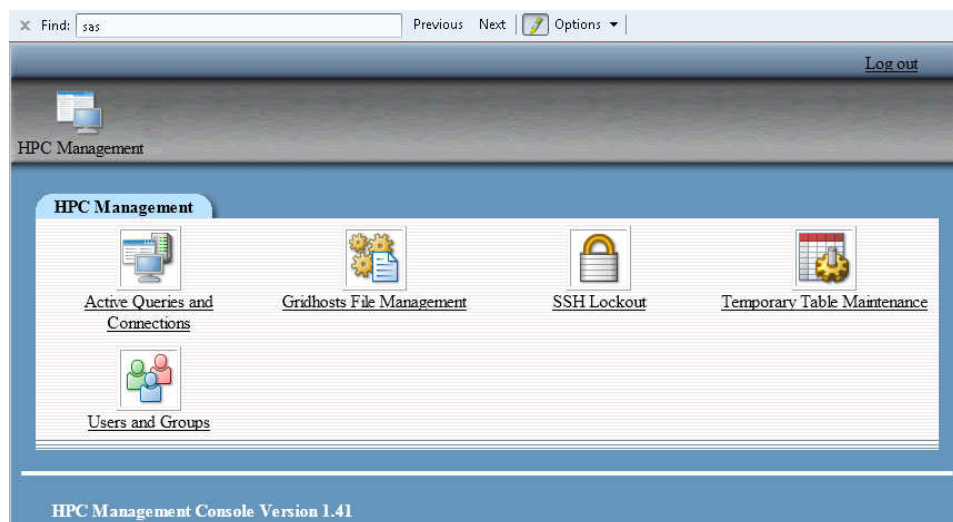 x Find: sas Previous Next Options
Log out
HPC Management
HPC Management
Active Queries and
Connections
Gridhosts File Management
SSH Lockout
Temporary Table Maintenance
Users and Groups
HPC Management Console Version 1.41